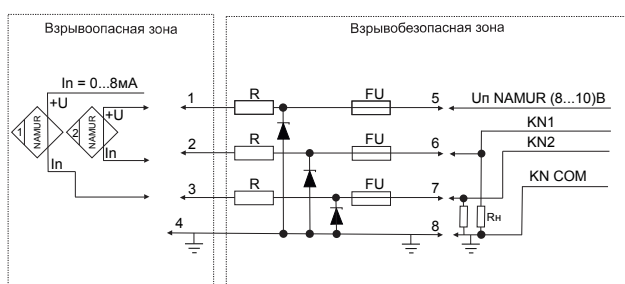 Взрывоопасная зона
Взрывобезопасная зона
In = 0...8мА
+U
+U
1
NAMUR
2
NAMUR
In
In
1
R
FU
5
Uп NAMUR (8...10)В
KN1
2
R
FU
6
KN2
3
R
FU
7
KN COM
Rн
4
8